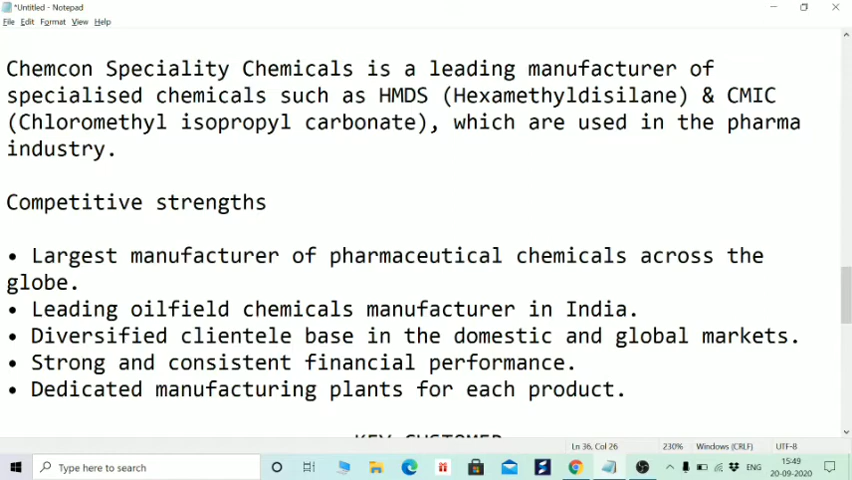 *Untitled - Notepad
File Edit Format View Help
Chemcon Speciality Chemicals is a leading manufacturer of
specialised chemicals such as HMDS (Hexamethyldisilane) & CMIC
(Chloromethyl isopropyl carbonate), which are used in the pharma
industry.
Competitive strengths
• Largest manufacturer of pharmaceutical chemicals across the
globe.
• Leading oilfield chemicals manufacturer in India.
• Diversified clientele base in the domestic and global markets.
• Strong and consistent financial performance.
• Dedicated manufacturing plants for each product.
KEY CUSTOMER
Ln 36, Col 26 230% Windows (CRLF) UTF-8
Type here to search
ENG
15:49
20-09-2020